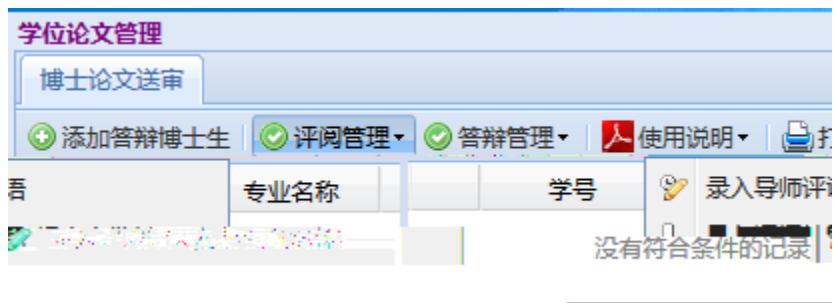 学位论文管理
博士论文送审
添加答辩博士生 评阅管理 答辩管理 使用说明
语 专业名称 学号 录入导师评
没有符合条件的记录